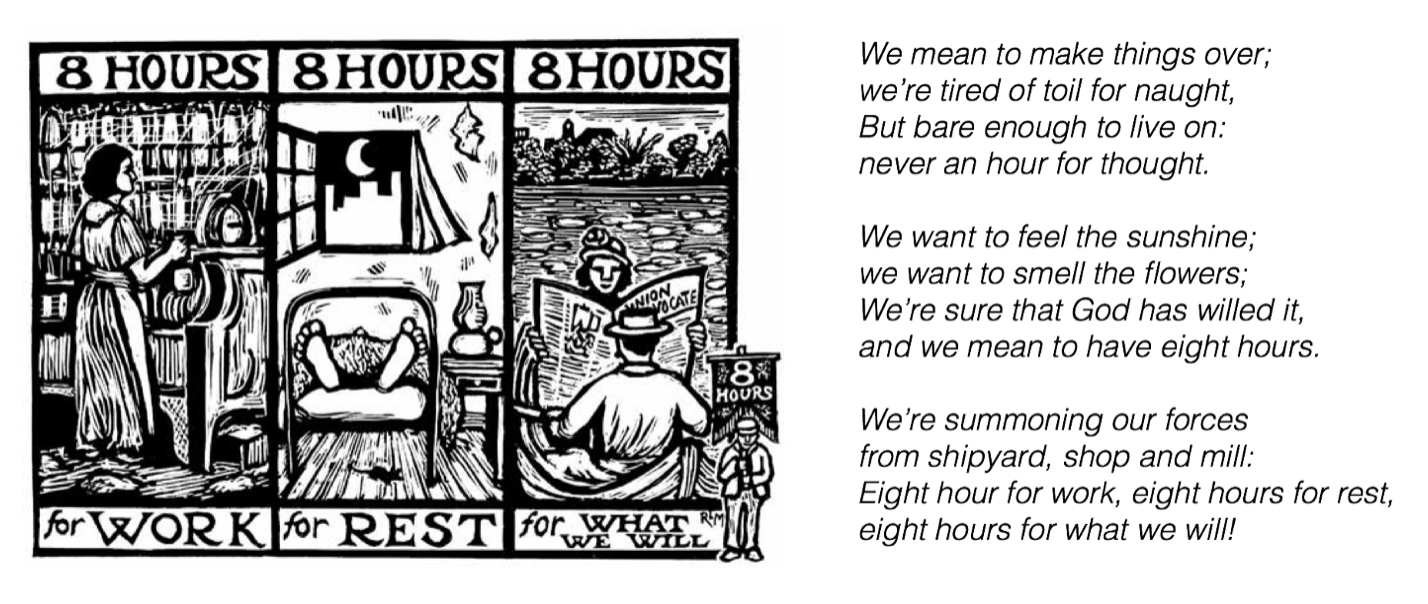 8 HOURS
for WORK
8 HOURS
for REST
8 HOURS
UNION
ADVOCATE
for WHAT
WE WILL
RLM
8
HOURS
We mean to make things over;
we're tired of toil for naught,
But bare enough to live on:
never an hour for thought.
We want to feel the sunshine;
we want to smell the flowers;
We're sure that God has willed it,
and we mean to have eight hours.
We're summoning our forces
from shipyard, shop and mill:
Eight hour for work, eight hours for rest,
eight hours for what we will!